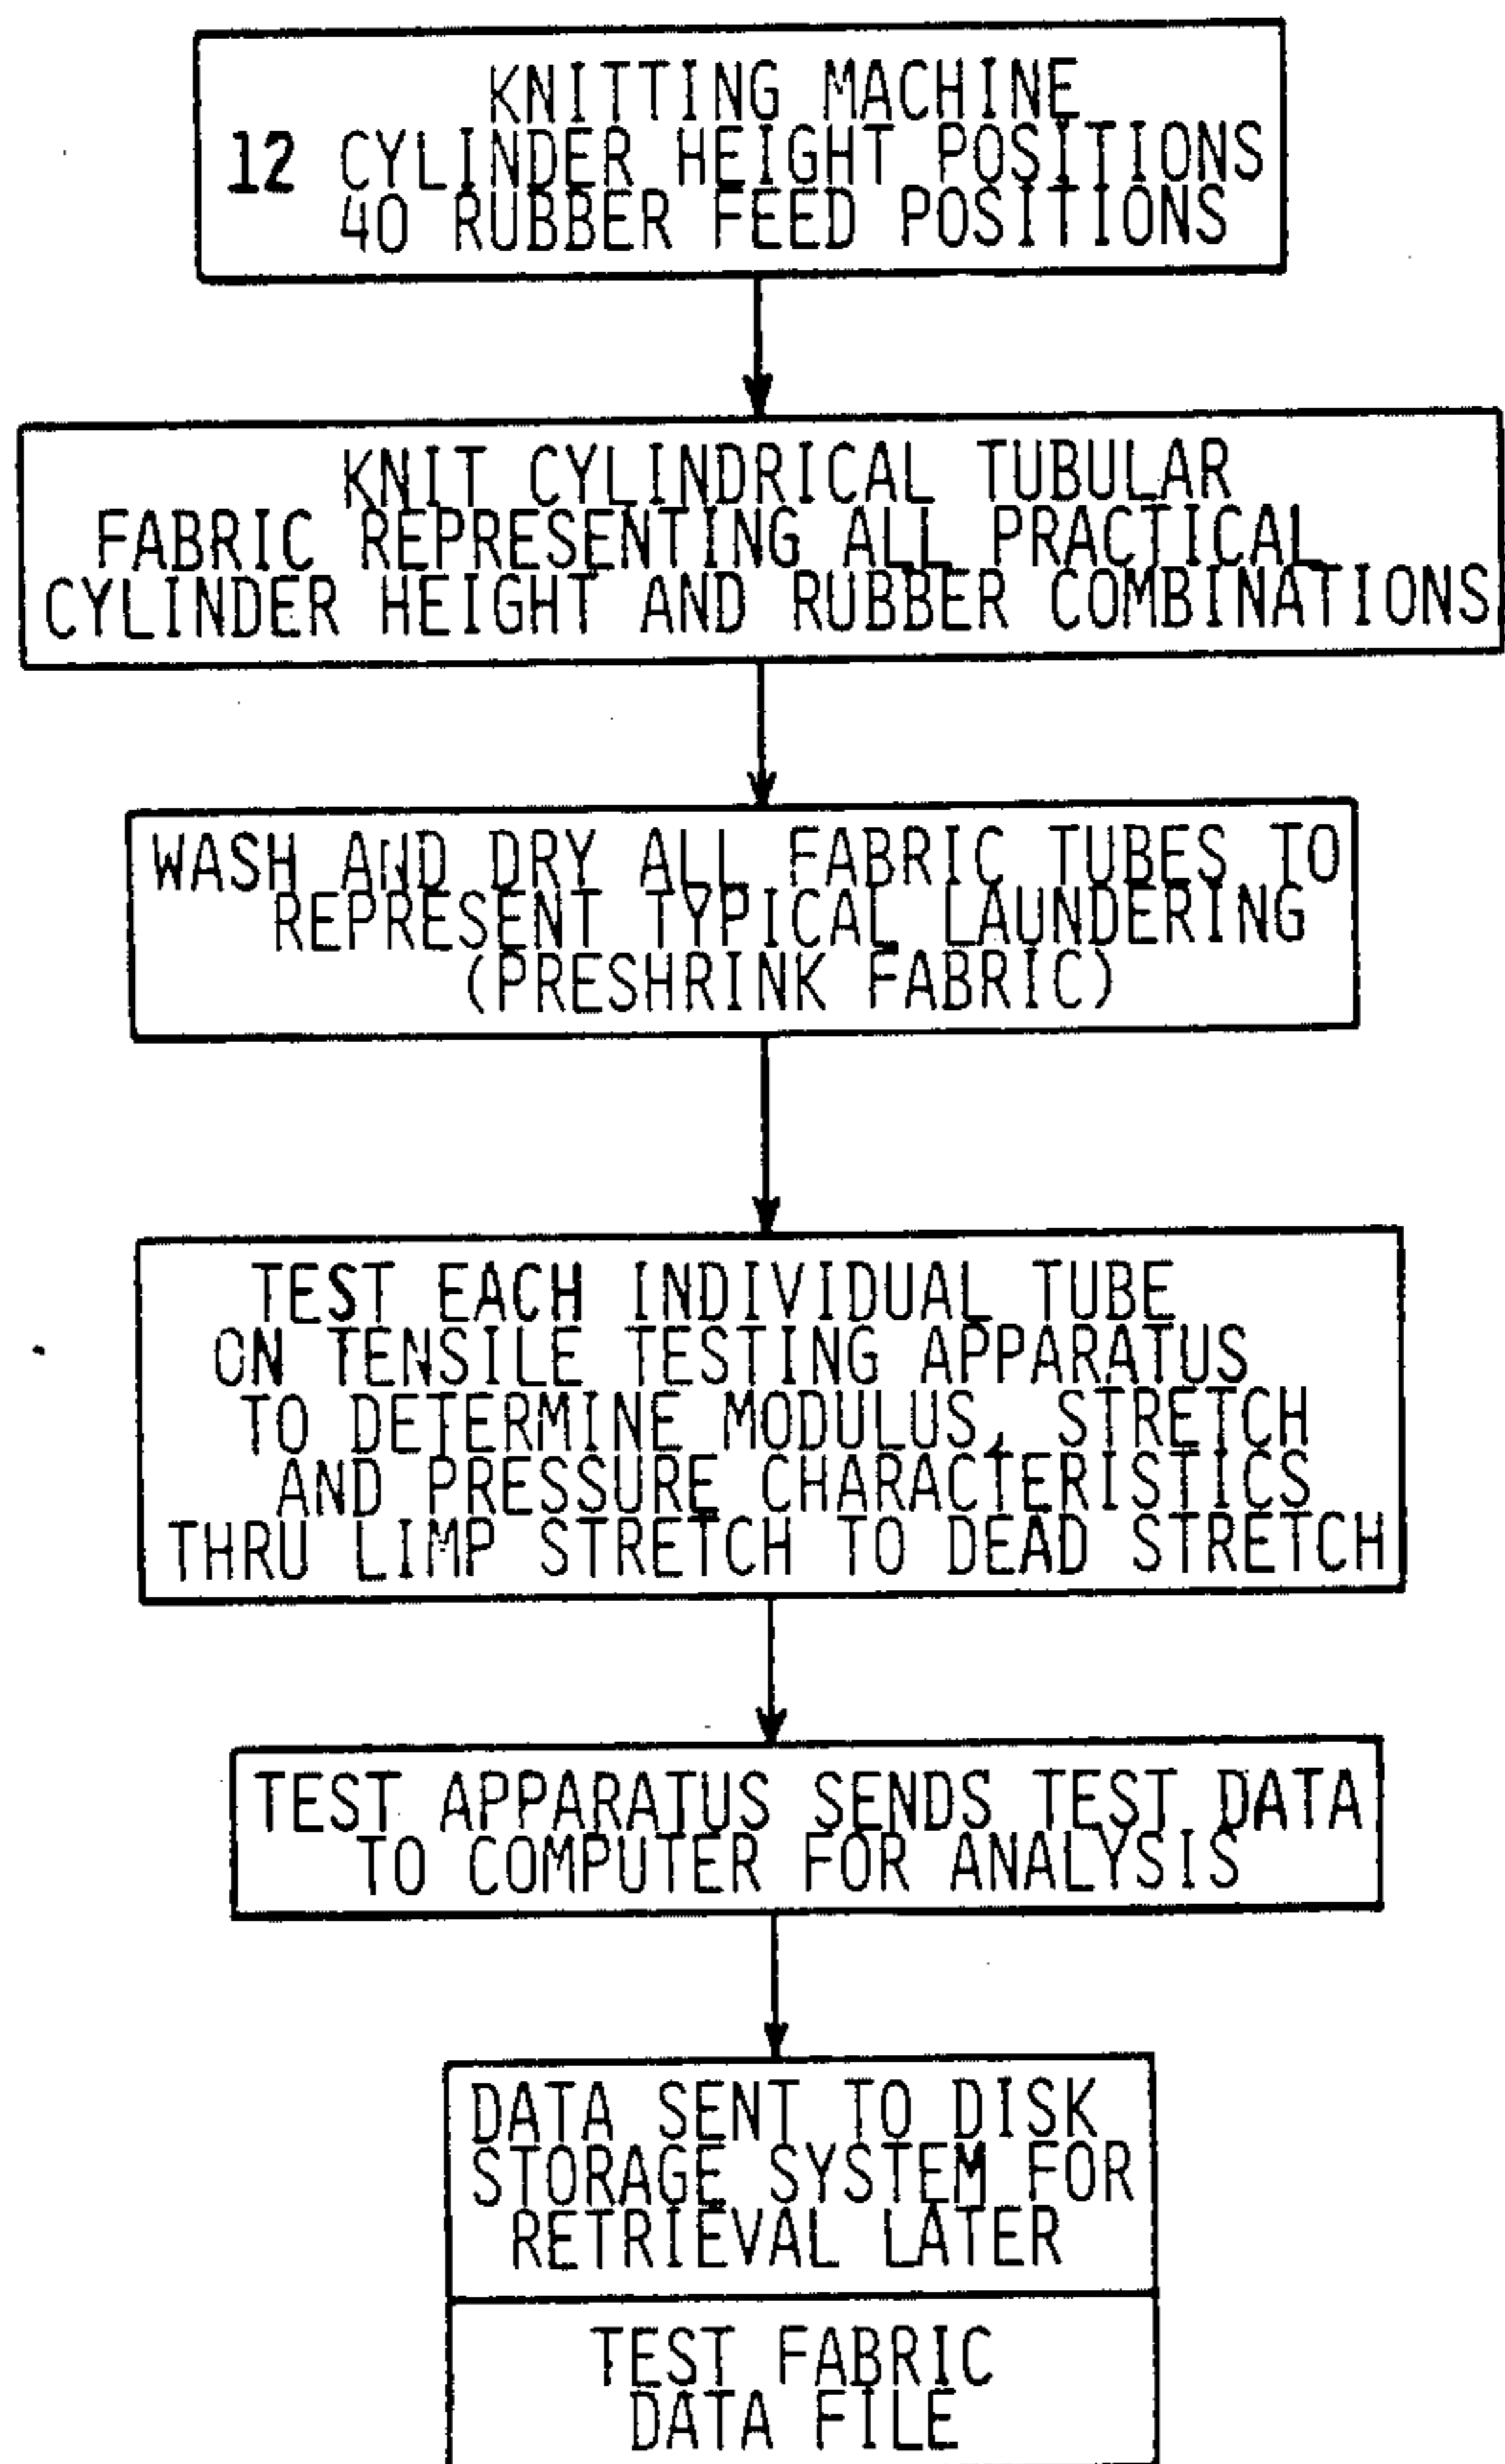 KNITTING MACHINE
12 CYLINDER HEIGHT POSITIONS
40 RUBBER FEED POSITIONS
KNIT CYLINDRICAL TUBULAR
FABRIC REPRESENTING ALL PRACTICAL
CYLINDER HEIGHT AND RUBBER COMBINATIONS
WASH AND DRY ALL FABRIC TUBES TO
REPRESENT TYPICAL LAUNDERING
(PRESHRINK FABRIC)
TEST EACH INDIVIDUAL TUBE
ON TENSILE TESTING APPARATUS
TO DETERMINE MODULUS, STRETCH
AND PRESSURE CHARACTERISTICS
THRU LIMP STRETCH TO DEAD STRETCH
TEST APPARATUS SENDS TEST DATA
TO COMPUTER FOR ANALYSIS
DATA SENT TO DISK
STORAGE SYSTEM FOR
RETRIEVAL LATER
TEST FABRIC
DATA FILE